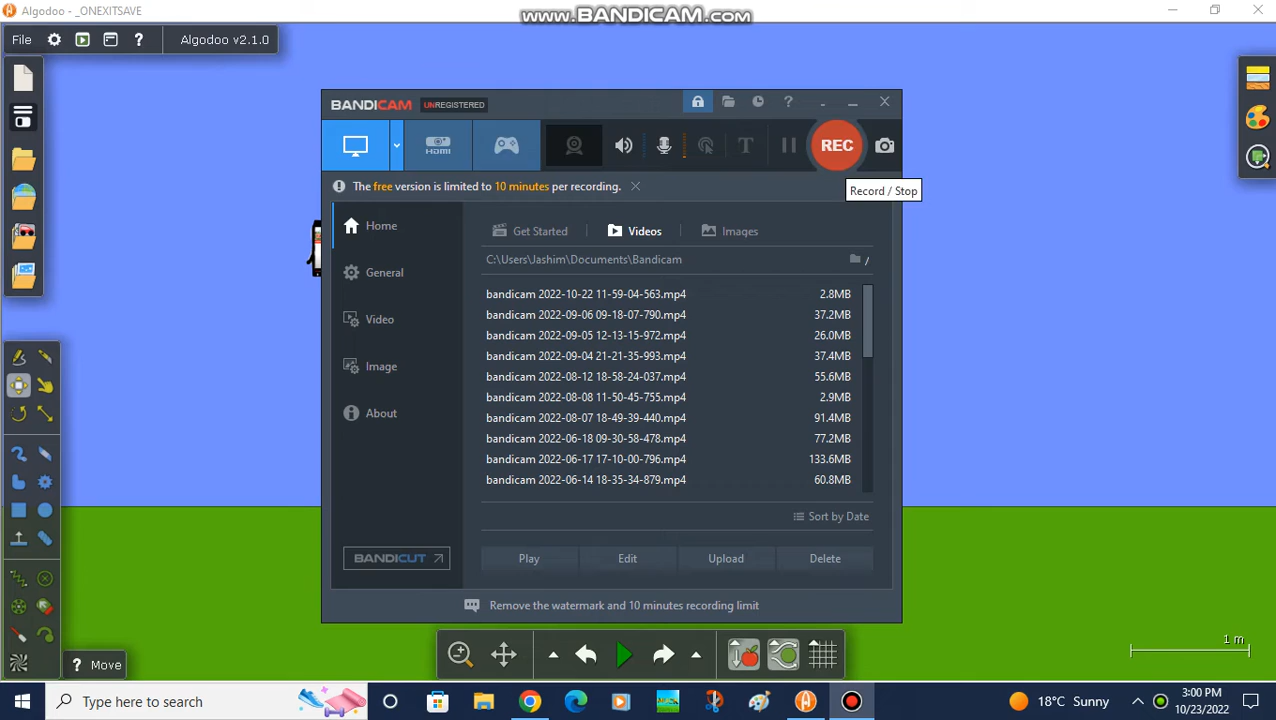 Algodoo - _ONEXITSAVE
www.BANDICAM.com
File
?
Algodoo v2.1.0
BANDICAM UNREGISTERED
?
HDMI
T
REC
The free version is limited to 10 minutes per recording.
Record / Stop
Home
General
Video
Image
About
Get Started
Videos
Images
C:\Users\Jashim\Documents\Bandicam
/
bandicam 2022-10-22 11-59-04-563.mp4 2.8MB
bandicam 2022-09-06 09-18-07-790.mp4 37.2MB
bandicam 2022-09-05 12-13-15-972.mp4 26.0MB
bandicam 2022-09-04 21-21-35-993.mp4 37.4MB
bandicam 2022-08-12 18-58-24-037.mp4 55.6MB
bandicam 2022-08-08 11-50-45-755.mp4 2.9MB
bandicam 2022-08-07 18-49-39-440.mp4 91.4MB
bandicam 2022-06-18 09-30-58-478.mp4 77.2MB
bandicam 2022-06-17 17-10-00-796.mp4 133.6MB
bandicam 2022-06-14 18-35-34-879.mp4 60.8MB
Sort by Date
BANDICUT
Play
Edit
Upload
Delete
Remove the watermark and 10 minutes recording limit
? Move
1 m
Type here to search
18°C Sunny
3:00 PM
10/23/2022